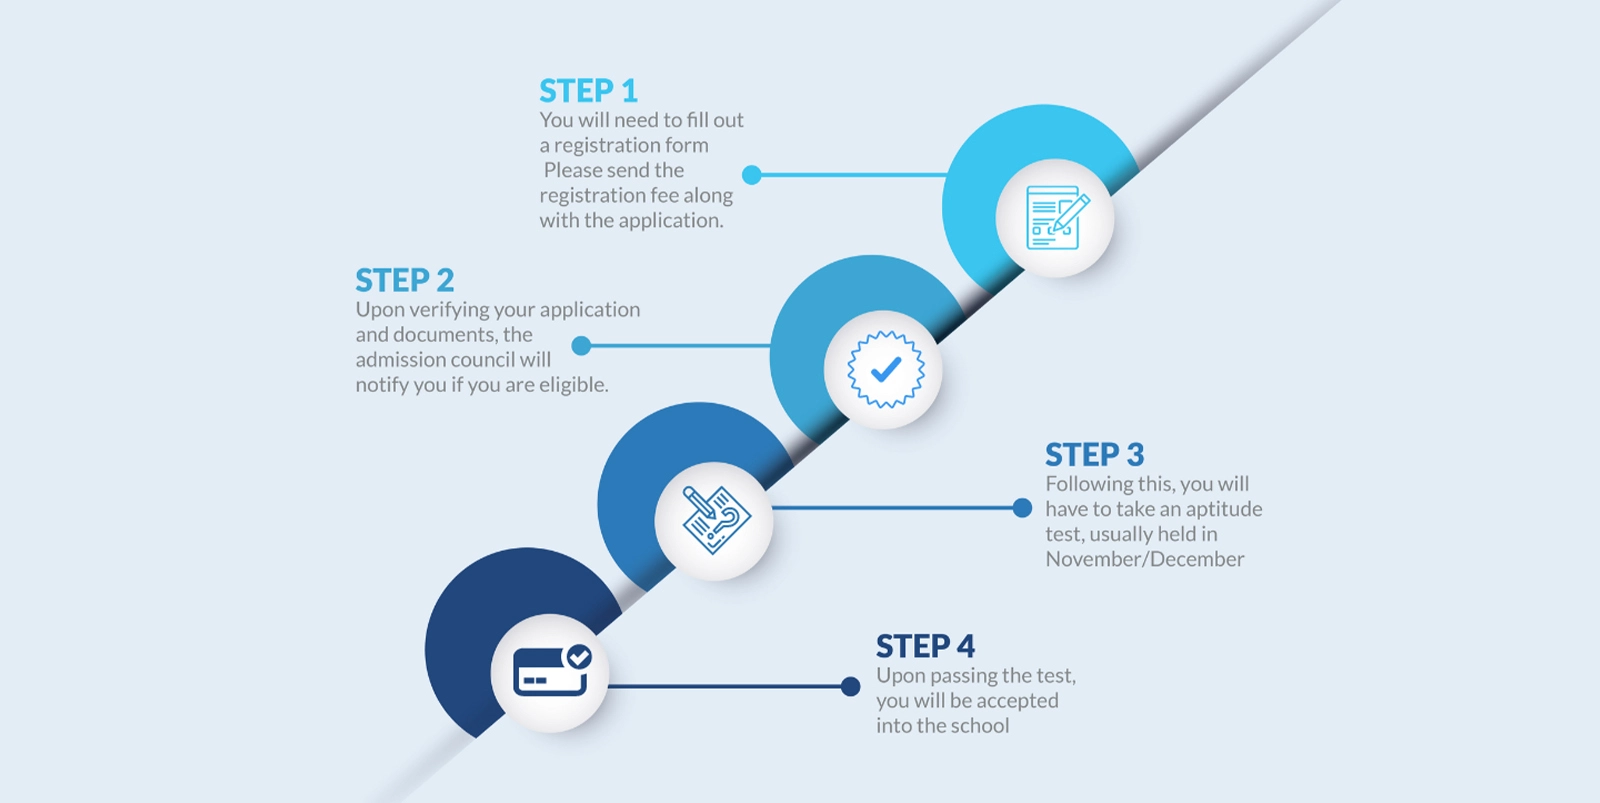 STEP 1
You will need to fill out
a registration form
Please send the
registration fee along
with the application.
STEP 2
Upon verifying your application
and documents, the
admission council will
notify you if you are eligible.
STEP 3
Following this, you will
have to take an aptitude
test, usually held in
November/December
STEP 4
Upon passing the test,
you will be accepted
into the school